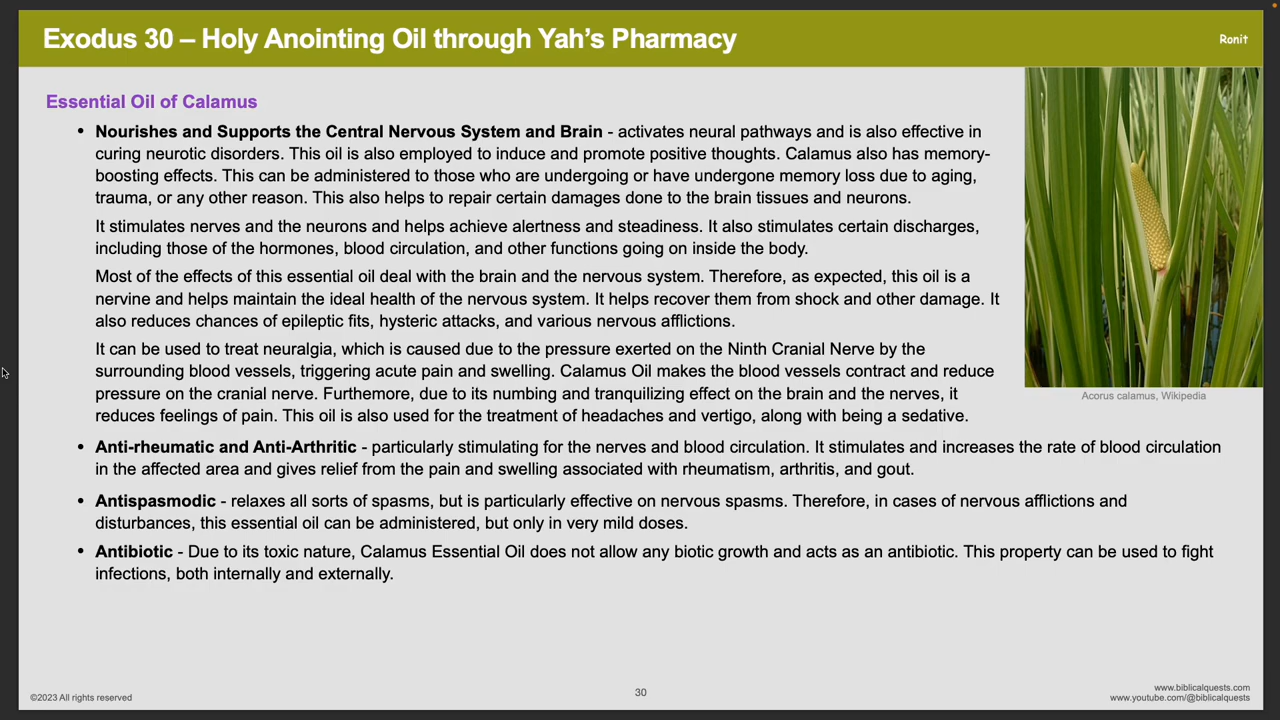 Exodus 30 – Holy Anointing Oil through Yah's Pharmacy
Ronit
Essential Oil of Calamus
• Nourishes and Supports the Central Nervous System and Brain - activates neural pathways and is also effective in
curing neurotic disorders. This oil is also employed to induce and promote positive thoughts. Calamus also has memory-
boosting effects. This can be administered to those who are undergoing or have undergone memory loss due to aging,
trauma, or any other reason. This also helps to repair certain damages done to the brain tissues and neurons.
It stimulates nerves and the neurons and helps achieve alertness and steadiness. It also stimulates certain discharges,
including those of the hormones, blood circulation, and other functions going on inside the body.
Most of the effects of this essential oil deal with the brain and the nervous system. Therefore, as expected, this oil is a
nervine and helps maintain the ideal health of the nervous system. It helps recover them from shock and other damage. It
also reduces chances of epileptic fits, hysteric attacks, and various nervous afflictions.
It can be used to treat neuralgia, which is caused due to the pressure exerted on the Ninth Cranial Nerve by the
surrounding blood vessels, triggering acute pain and swelling. Calamus Oil makes the blood vessels contract and reduce
pressure on the cranial nerve. Furthermore, due to its numbing and tranquilizing effect on the brain and the nerves, it
reduces feelings of pain. This oil is also used for the treatment of headaches and vertigo, along with being a sedative.
Acorus calamus, Wikipedia
• Anti-rheumatic and Anti-Arthritic - particularly stimulating for the nerves and blood circulation. It stimulates and increases the rate of blood circulation
in the affected area and gives relief from the pain and swelling associated with rheumatism, arthritis, and gout.
• Antispasmodic - relaxes all sorts of spasms, but is particularly effective on nervous spasms. Therefore, in cases of nervous afflictions and
disturbances, this essential oil can be administered, but only in very mild doses.
• Antibiotic - Due to its toxic nature, Calamus Essential Oil does not allow any biotic growth and acts as an antibiotic. This property can be used to fight
infections, both internally and externally.
©2023 All rights reserved
30
www.biblicalquests.com
www.youtube.com/@biblicalquests